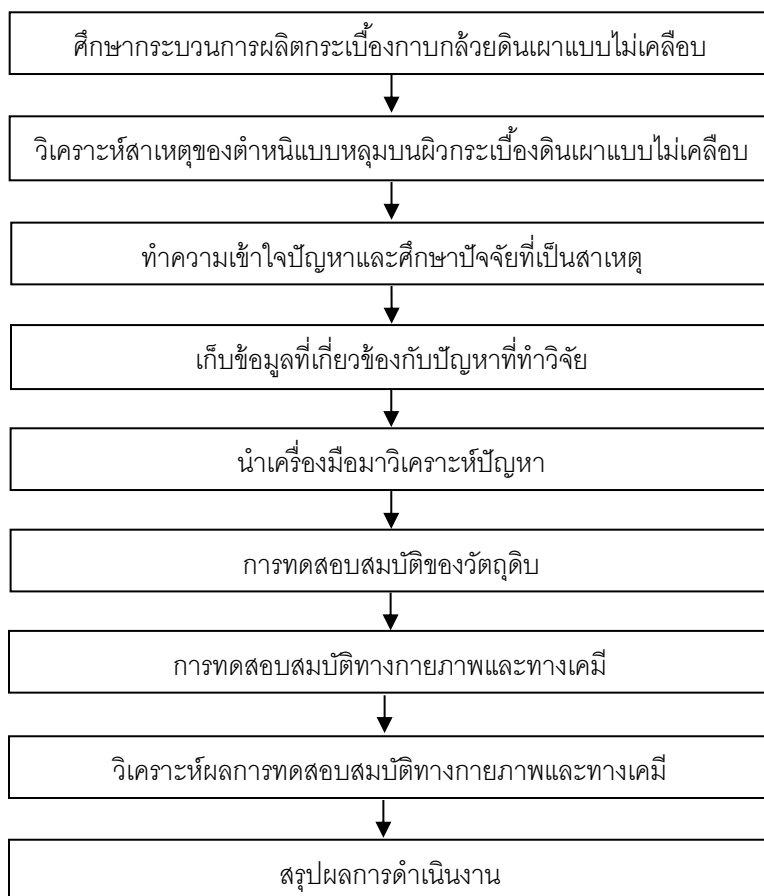 ศึกษากระบวนการผลิตกระเบื้องกาบกล้วยดินเผาแบบไม่เคลือบ
วิเคราะห์สาเหตุของตำหนิแบบหลุมบนผิวกระเบื้องดินเผาแบบไม่เคลือบ
ทำความเข้าใจปัญหาและศึกษาปัจจัยที่เป็นสาเหตุ
เก็บข้อมูลที่เกี่ยวข้องกับปัญหาที่ทำวิจัย
นำเครื่องมือมาวิเคราะห์ปัญหา
การทดสอบสมบัติของวัตถุดิบ
การทดสอบสมบัติทางกายภาพและทางเคมี
วิเคราะห์ผลการทดสอบสมบัติทางกายภาพและทางเคมี
สรุปผลการดำเนินงาน